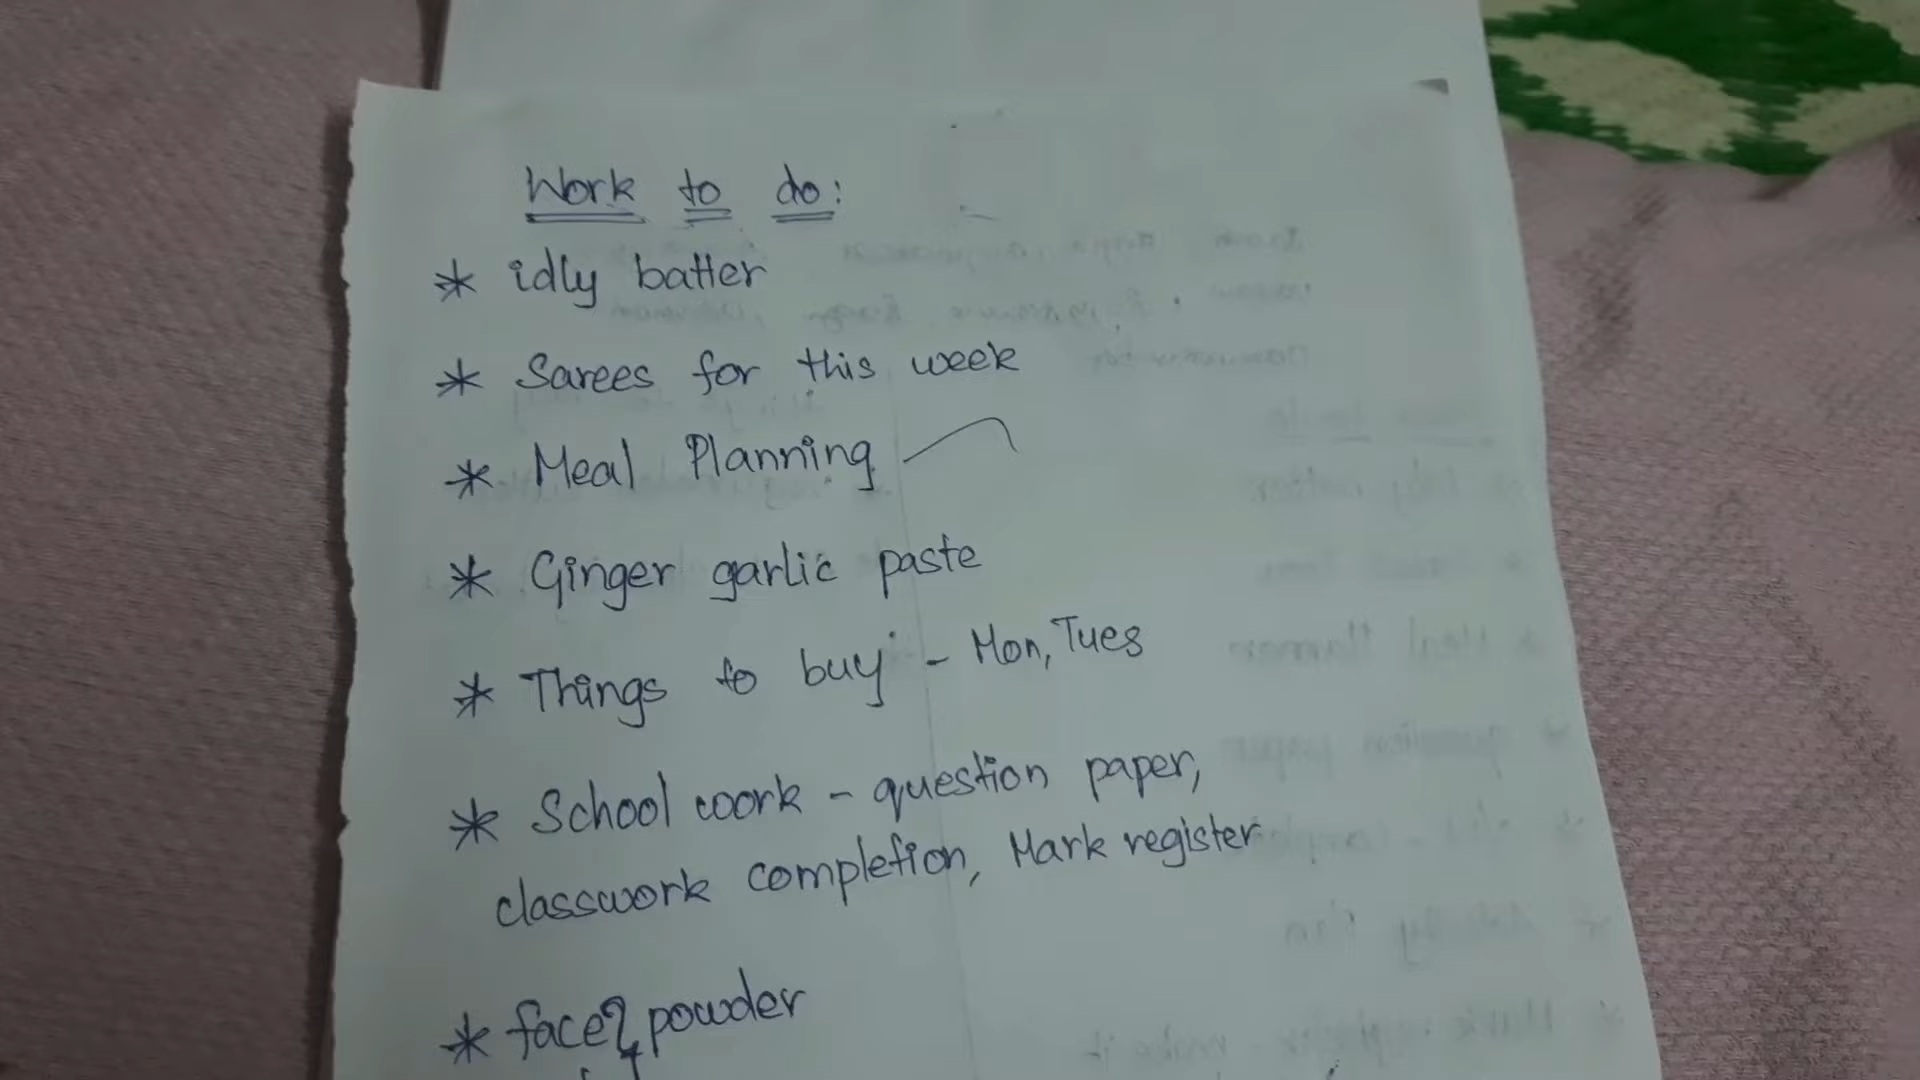 Work to do:
* idly batter
* Sarees for this week
* Meal Planning
* Ginger garlic paste
* Things to buy - Mon, Tues
* School work - question paper,
classwork completion, Mark register
* face powder